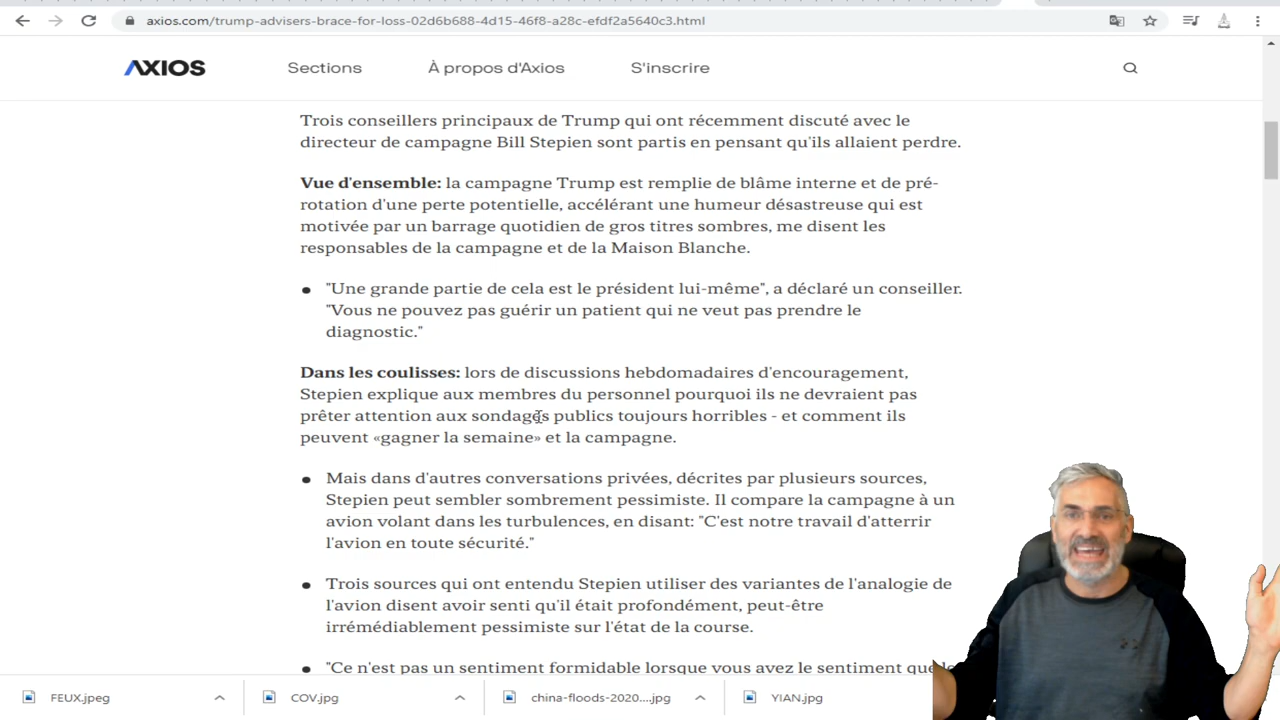 axios.com/trump-advisers-brace-for-loss-02d6b688-4d15-46f8-a28c-efdf2a5640c3.html
AXIOS
Sections
À propos d'Axios
S'inscrire
Trois conseillers principaux de Trump qui ont récemment discuté avec le
directeur de campagne Bill Stepien sont partis en pensant qu'ils allaient perdre.
Vue d'ensemble: la campagne Trump est remplie de blâme interne et de pré-
rotation d'une perte potentielle, accélérant une humeur désastreuse qui est
motivée par un barrage quotidien de gros titres sombres, me disent les
responsables de la campagne et de la Maison Blanche.
"Une grande partie de cela est le président lui-même", a déclaré un conseiller.
"Vous ne pouvez pas guérir un patient qui ne veut pas prendre le
diagnostic."
Dans les coulisses: lors de discussions hebdomadaires d'encouragement,
Stepien explique aux membres du personnel pourquoi ils ne devraient pas
prêter attention aux sondages publics toujours horribles - et comment ils
peuvent «gagner la semaine» et la campagne.
Mais dans d'autres conversations privées, décrites par plusieurs sources,
Stepien peut sembler sombrement pessimiste. Il compare la campagne à un
avion volant dans les turbulences, en disant: "C'est notre travail d'atterrir
l'avion en toute sécurité."
Trois sources qui ont entendu Stepien utiliser des variantes de l'analogie de
l'avion disent avoir senti qu'il était profondément, peut-être
irrémédiablement pessimiste sur l'état de la course.
"Ce n'est pas un sentiment formidable lorsque vous avez le sentiment que
FEUX.jpeg
COV.jpg
china-floods-2020....jpg
YIAN.jpg